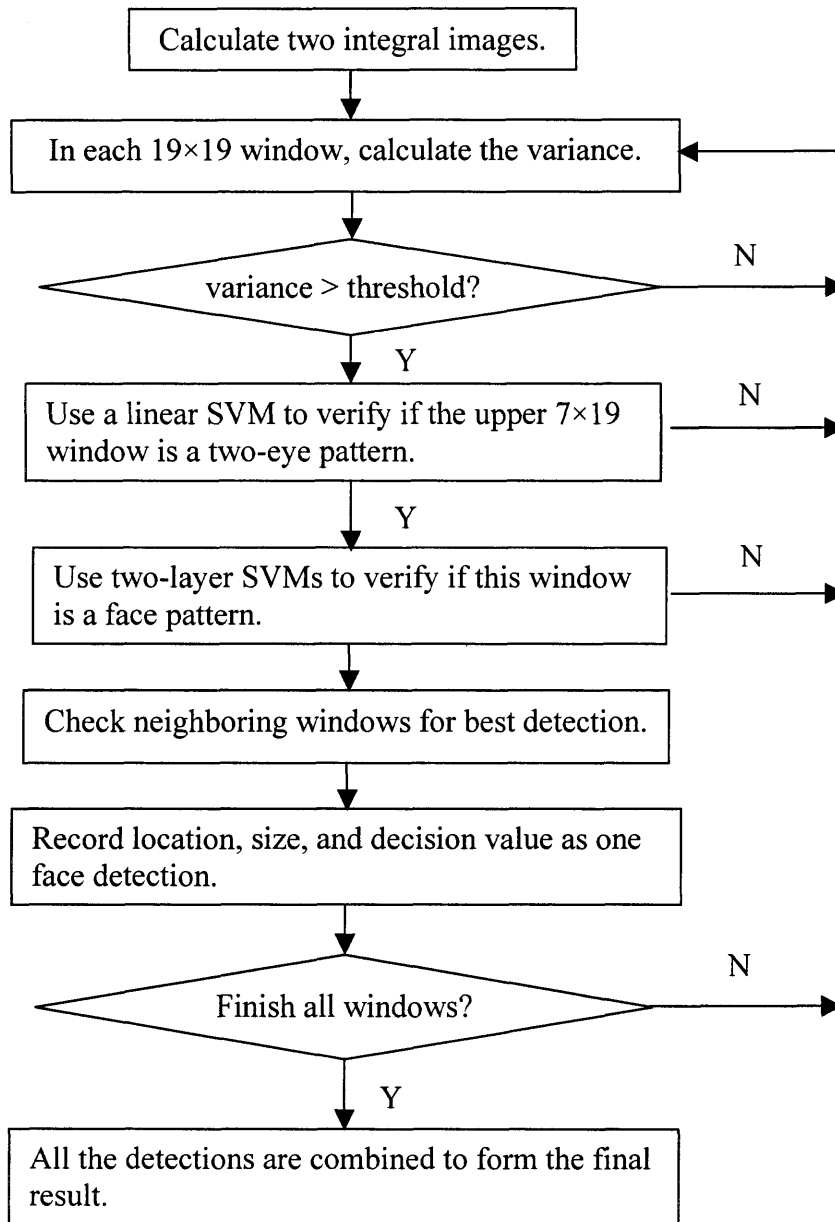 Calculate two integral images.
In each 19×19 window, calculate the variance.
N
variance > threshold?
Y
Use a linear SVM to verify if the upper 7×19
window is a two-eye pattern.
N
Y
Use two-layer SVMs to verify if this window
is a face pattern.
N
Check neighboring windows for best detection.
Record location, size, and decision value as one
face detection.
N
Finish all windows?
Y
All the detections are combined to form the final
result.